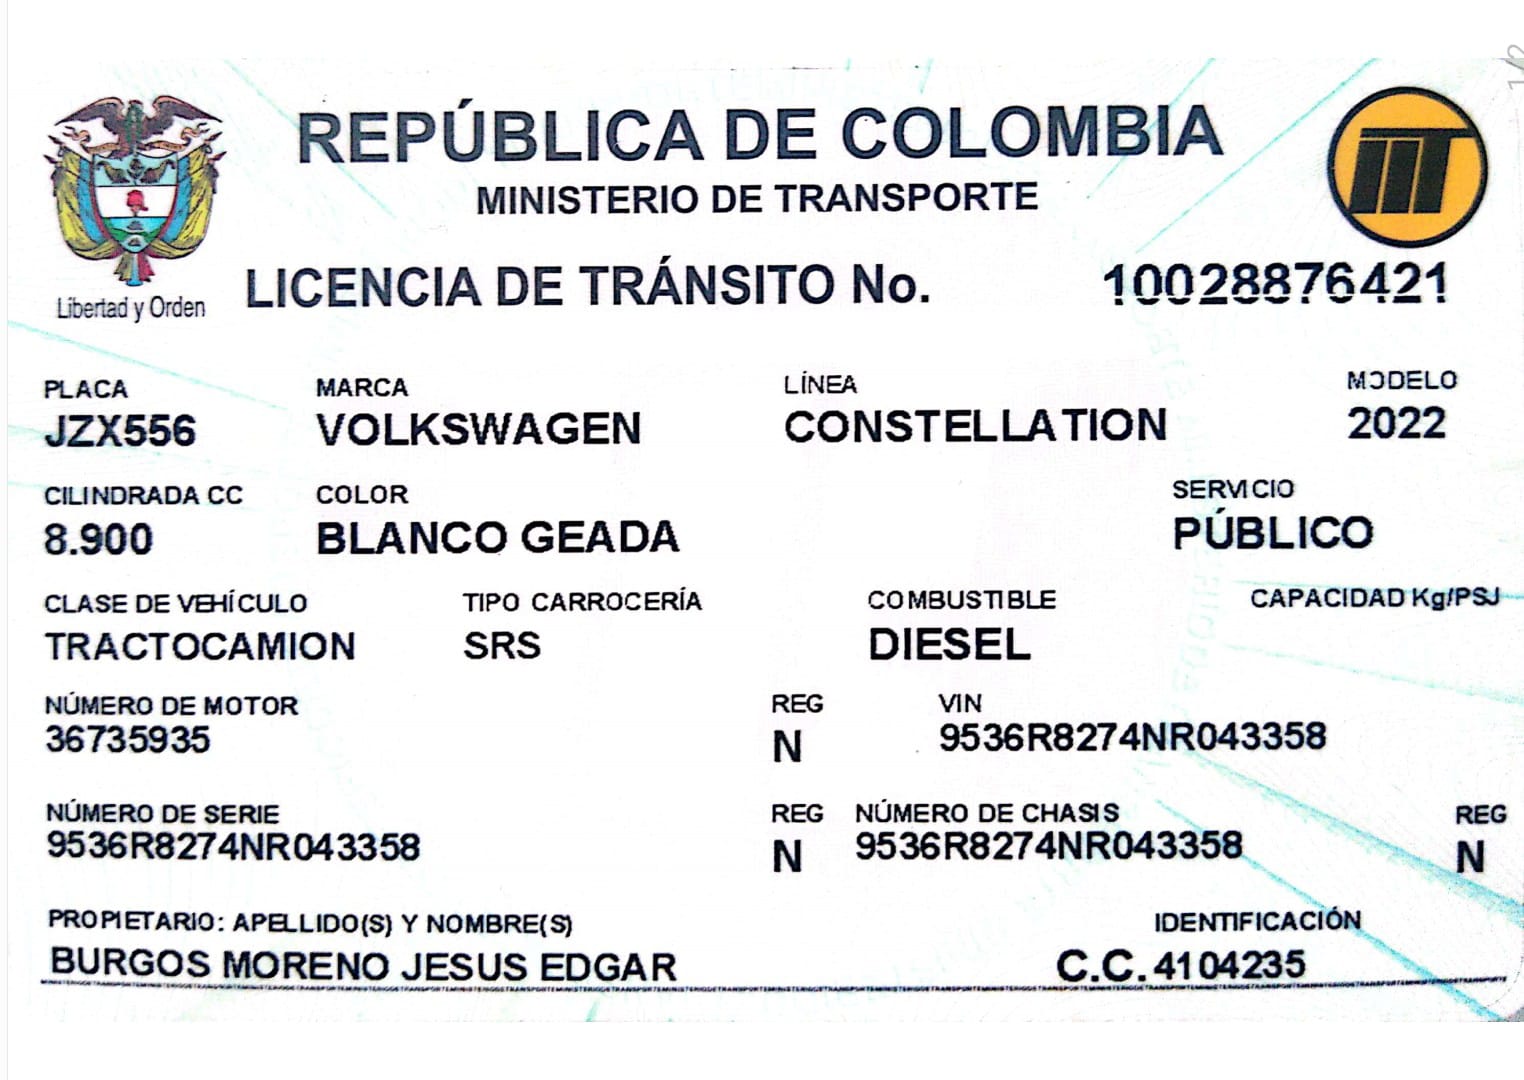 1/2
REPÚBLICA DE COLOMBIA
MINISTERIO DE TRANSPORTE
Libertad y Orden
LICENCIA DE TRÁNSITO No. 10028876421
PLACA MARCA LÍNEA MODELO
JZX556 VOLKSWAGEN CONSTELLATION 2022
CILINDRADA CC COLOR SERVICIO
8.900 BLANCO GEADA PÚBLICO
CLASE DE VEHÍCULO TIPO CARROCERÍA COMBUSTIBLE CAPACIDAD Kg/PSJ
TRACTOCAMION SRS DIESEL
NÚMERO DE MOTOR REG VIN
36735935 N 9536R8274NR043358
NÚMERO DE SERIE REG NÚMERO DE CHASIS REG
9536R8274NR043358 N 9536R8274NR043358 N
PROPIETARIO: APELLIDO(S) Y NOMBRE(S) IDENTIFICACIÓN
BURGOS MORENO JESUS EDGAR C.C. 4104235